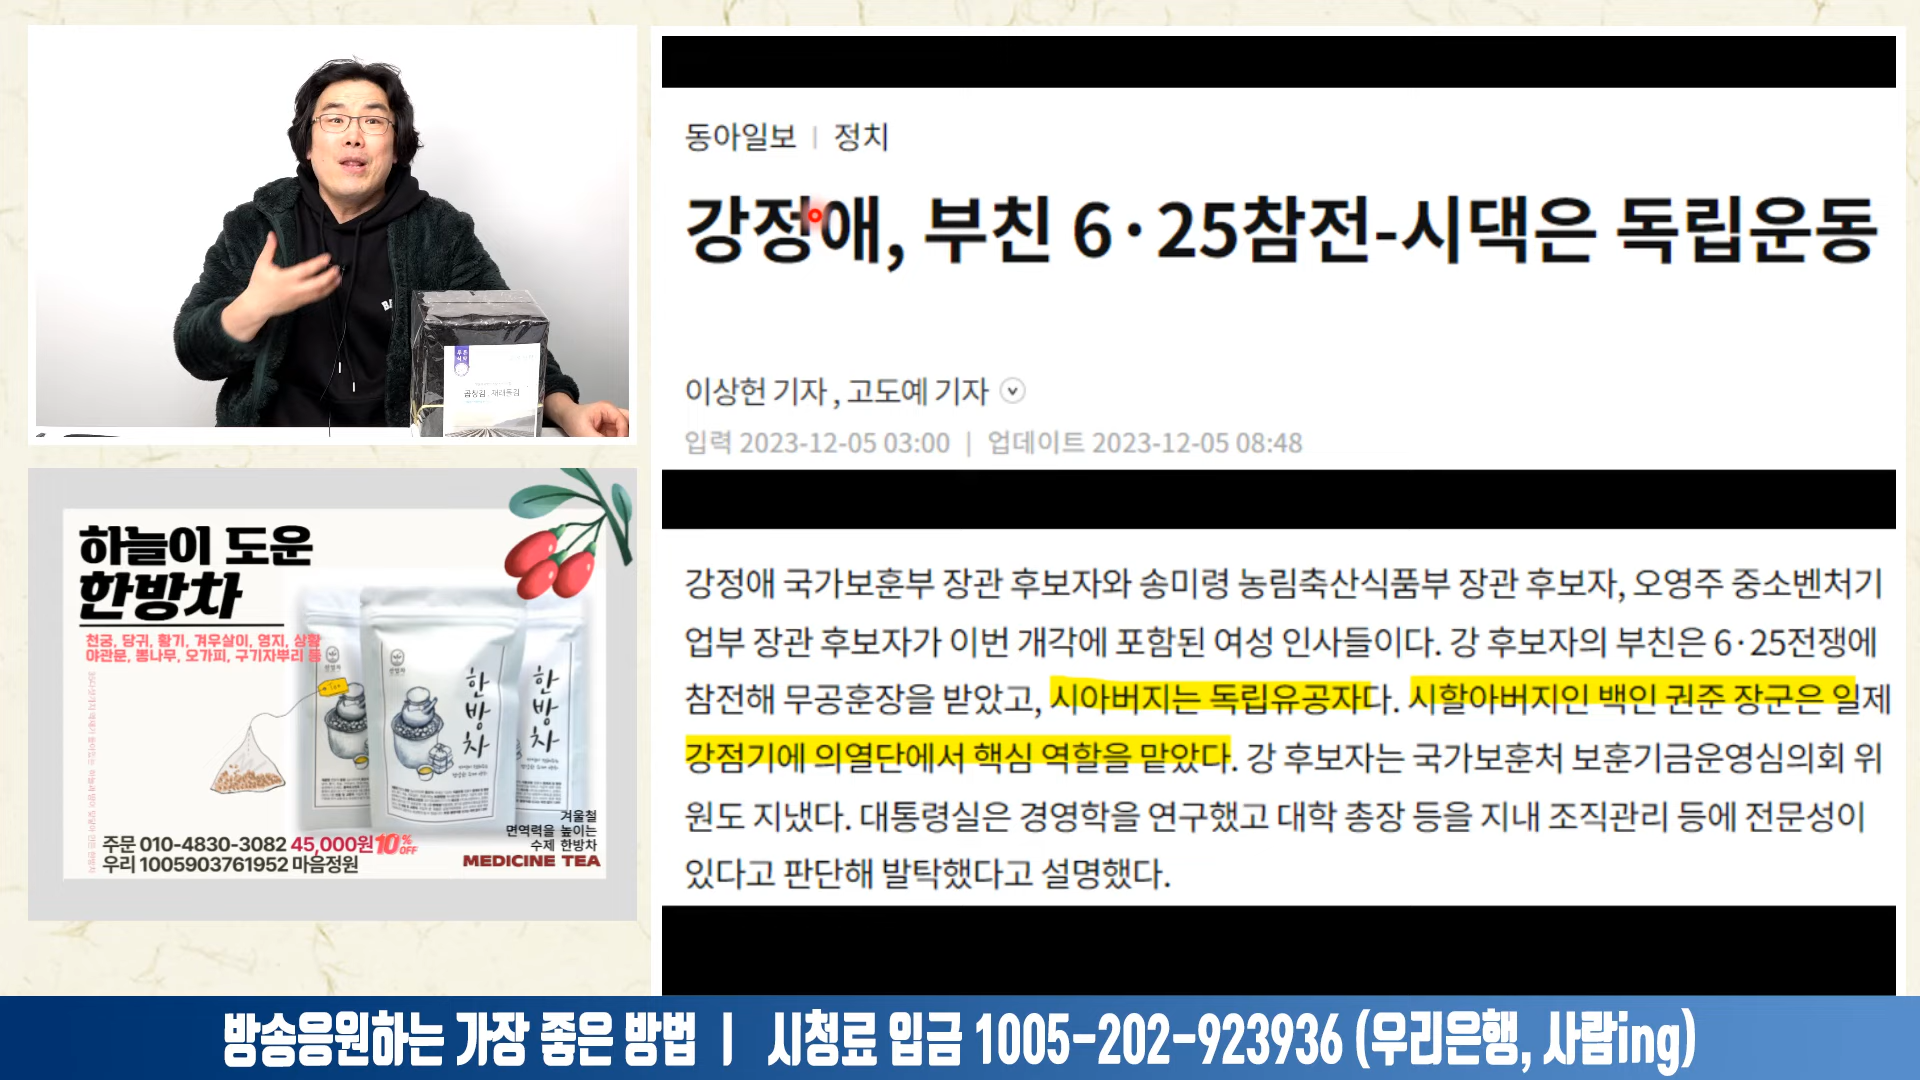 동아일보 | 정치
강정애, 부친 6·25참전-시댁은 독립운동
이상헌 기자, 고도예 기자
입력 2023-12-05 03:00 | 업데이트 2023-12-05 08:48
강정애 국가보훈부 장관 후보자와 송미령 농림축산식품부 장관 후보자, 오영주 중소벤처기
업부 장관 후보자가 이번 개각에 포함된 여성 인사들이다. 강 후보자의 부친은 6·25전쟁에
참전해 무공훈장을 받았고, 시아버지는 독립유공자다. 시할아버지인 백인 권준 장군은 일제
강점기에 의열단에서 핵심 역할을 맡았다. 강 후보자는 국가보훈처 보훈기금운영심의회 위
원도 지냈다. 대통령실은 경영학을 연구했고 대학 총장 등을 지내 조직관리 등에 전문성이
있다고 판단해 발탁했다고 설명했다.
곱창김, 재래돌김
하늘이 도운
한방차
천궁, 당귀, 황기, 겨우살이, 영지, 상황
야관문, 뽕나무, 오가피, 구기자뿌리 등
한방차
한방차
겨울철
면역력을 높이는
수제 한방차
MEDICINE TEA
주문 010-4830-3082 45,000원 10% OFF
우리 1005903761952 마음정원
방송응원하는 가장 좋은 방법 | 시청료 입금 1005-202-923936 (우리은행, 사람ing)